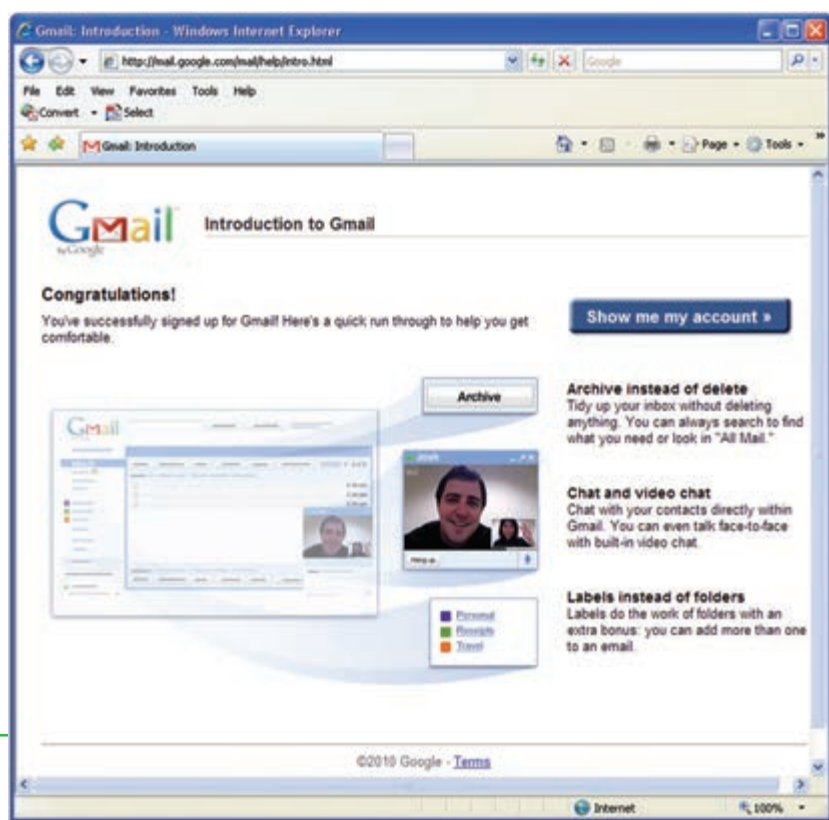 Gmail: Introduction - Windows Internet Explorer
http://mail.google.com/mail/help/intro.html
Google
File Edit View Favorites Tools Help
Convert Select
Gmail: Introduction
Page Tools
Gmail
by Google
Introduction to Gmail
Congratulations!
You've successfully signed up for Gmail! Here's a quick run through to help you get
comfortable.
Show me my account »
Archive
Archive instead of delete
Tidy up your inbox without deleting
anything. You can always search to find
what you need or look in "All Mail."
Gmail
Josh
Chat and video chat
Chat with your contacts directly within
Gmail. You can even talk face-to-face
with built-in video chat.
Hang up
Labels instead of folders
Labels do the work of folders with an
extra bonus: you can add more than one
to an email.
Personal
Receipts
Travel
©2010 Google - Terms
Internet
100%